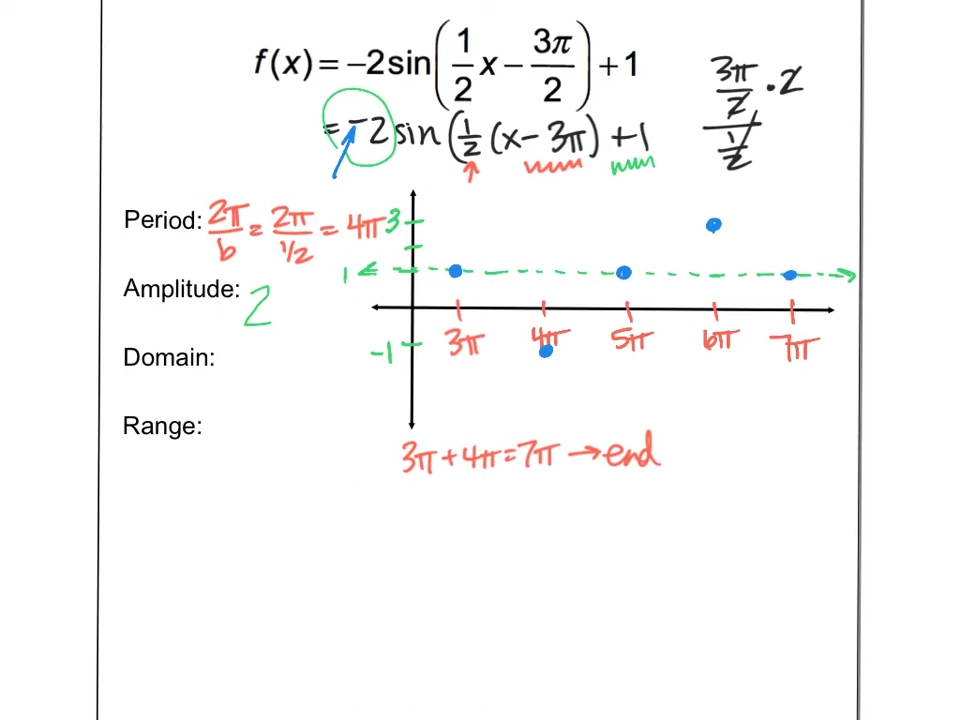 f(x) = −2sin(1/2 x − 3π/2) + 1
= -2 sin(1/2 (x - 3π) + 1
3π/2 · 2
1/2
Period: 2π/b = 2π/1/2 = 4π
Amplitude: 2
Domain:
Range:
3
1
-1
3π 4π 5π 6π 7π
3π + 4π = 7π → end